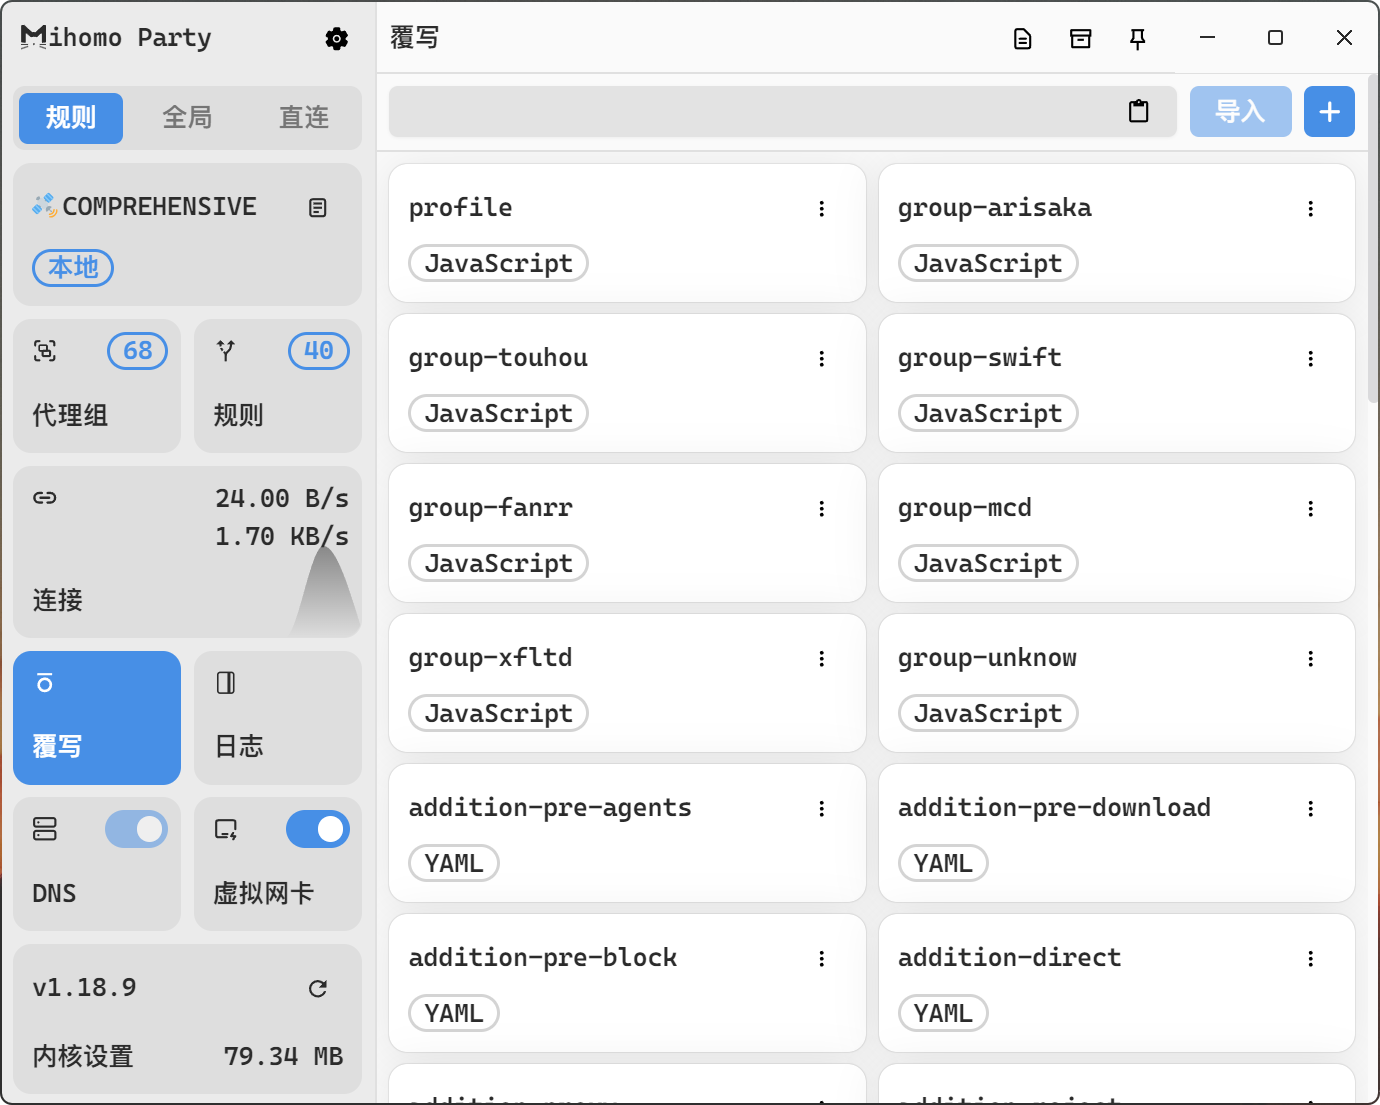 Mihomo Party
规则 全局 直连
COMPREHENSIVE
本地
68
代理组
40
规则
24.00 B/s
1.70 KB/s
连接
覆写
日志
DNS
虚拟网卡
v1.18.9
内核设置 79.34 MB
覆写
导入
profile
JavaScript
group-arisaka
JavaScript
group-touhou
JavaScript
group-swift
JavaScript
group-fanrr
JavaScript
group-mcd
JavaScript
group-xfltd
JavaScript
group-unknow
JavaScript
addition-pre-agents
YAML
addition-pre-download
YAML
addition-pre-block
YAML
addition-direct
YAML